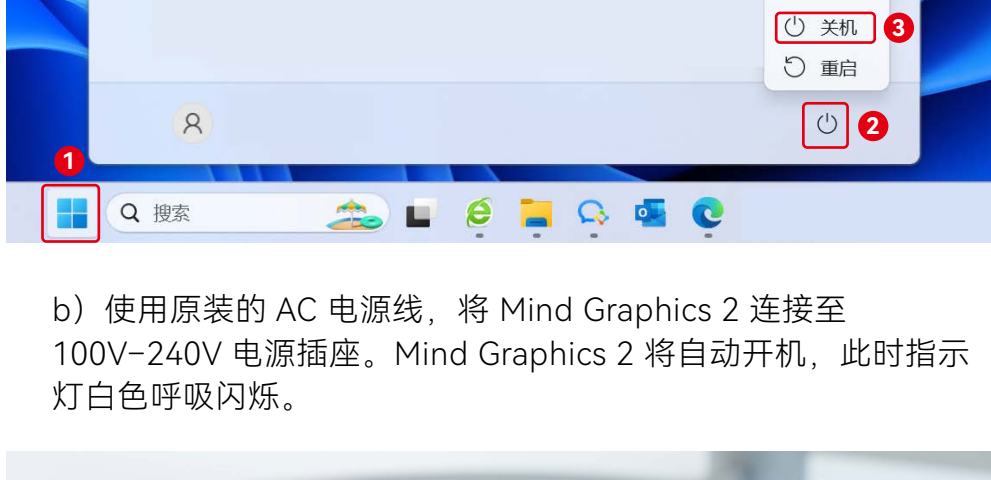 关机 3
重启
2
1
搜索
b）使用原装的 AC 电源线，将 Mind Graphics 2 连接至
100V-240V 电源插座。Mind Graphics 2 将自动开机，此时指示
灯白色呼吸闪烁。